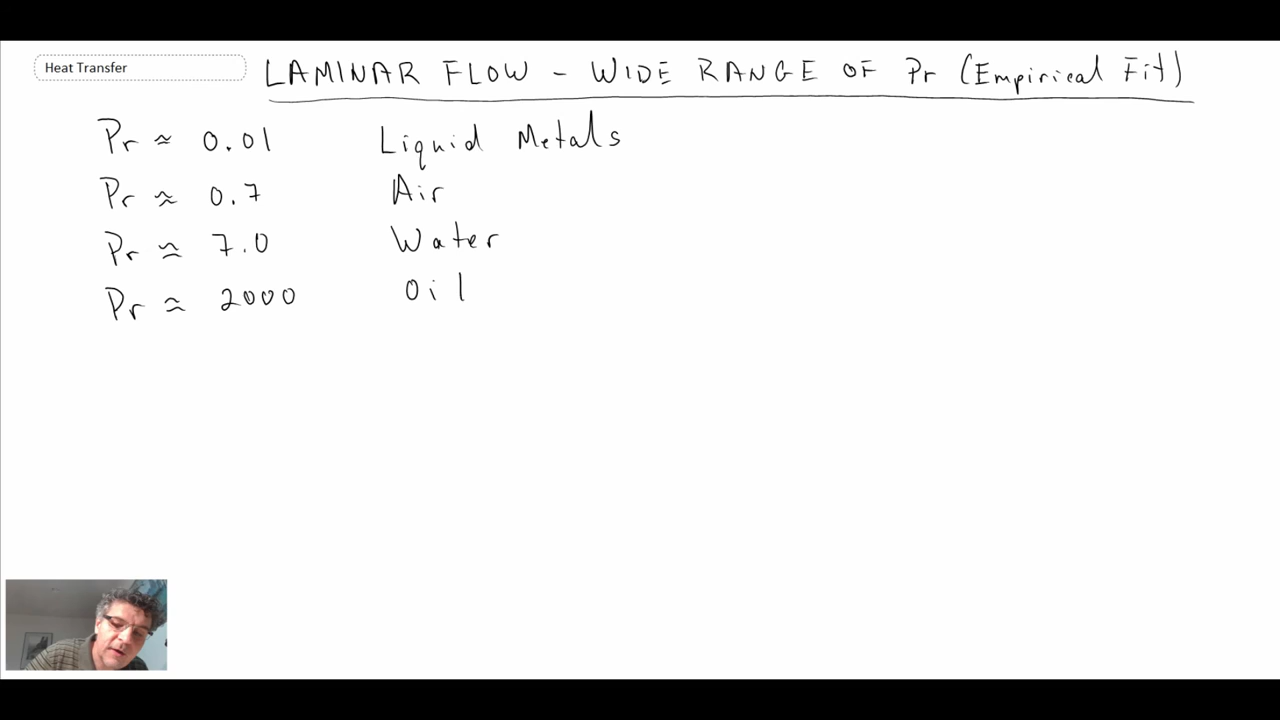 Heat Transfer
LAMINAR FLOW - WIDE RANGE OF Pr (Empirical Fit)
Pr ≈ 0.01 Liquid Metals
Pr ≈ 0.7 Air
Pr ≈ 7.0 Water
Pr ≈ 2000 Oil